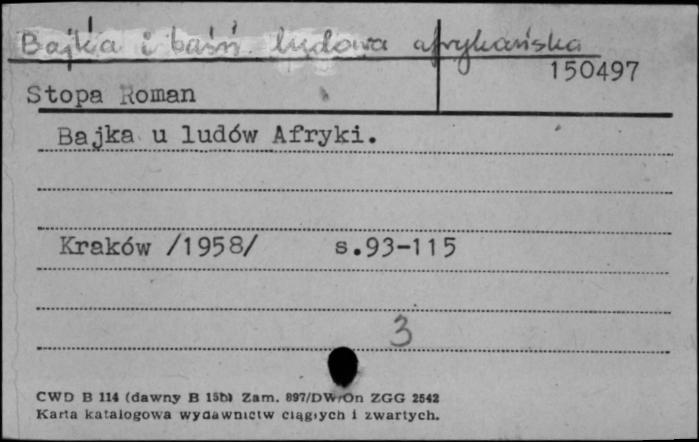 Bajka i baśń ludowa afrykańska
150497
Stopa Roman
Bajka u ludów Afryki.
Kraków /1958/ s.93-115
3
CWD B 114 (dawny B 15b) Zam. 897/DW/On ZGG 2542
Karta katalogowa wydawnictw ciągłych i zwartych.